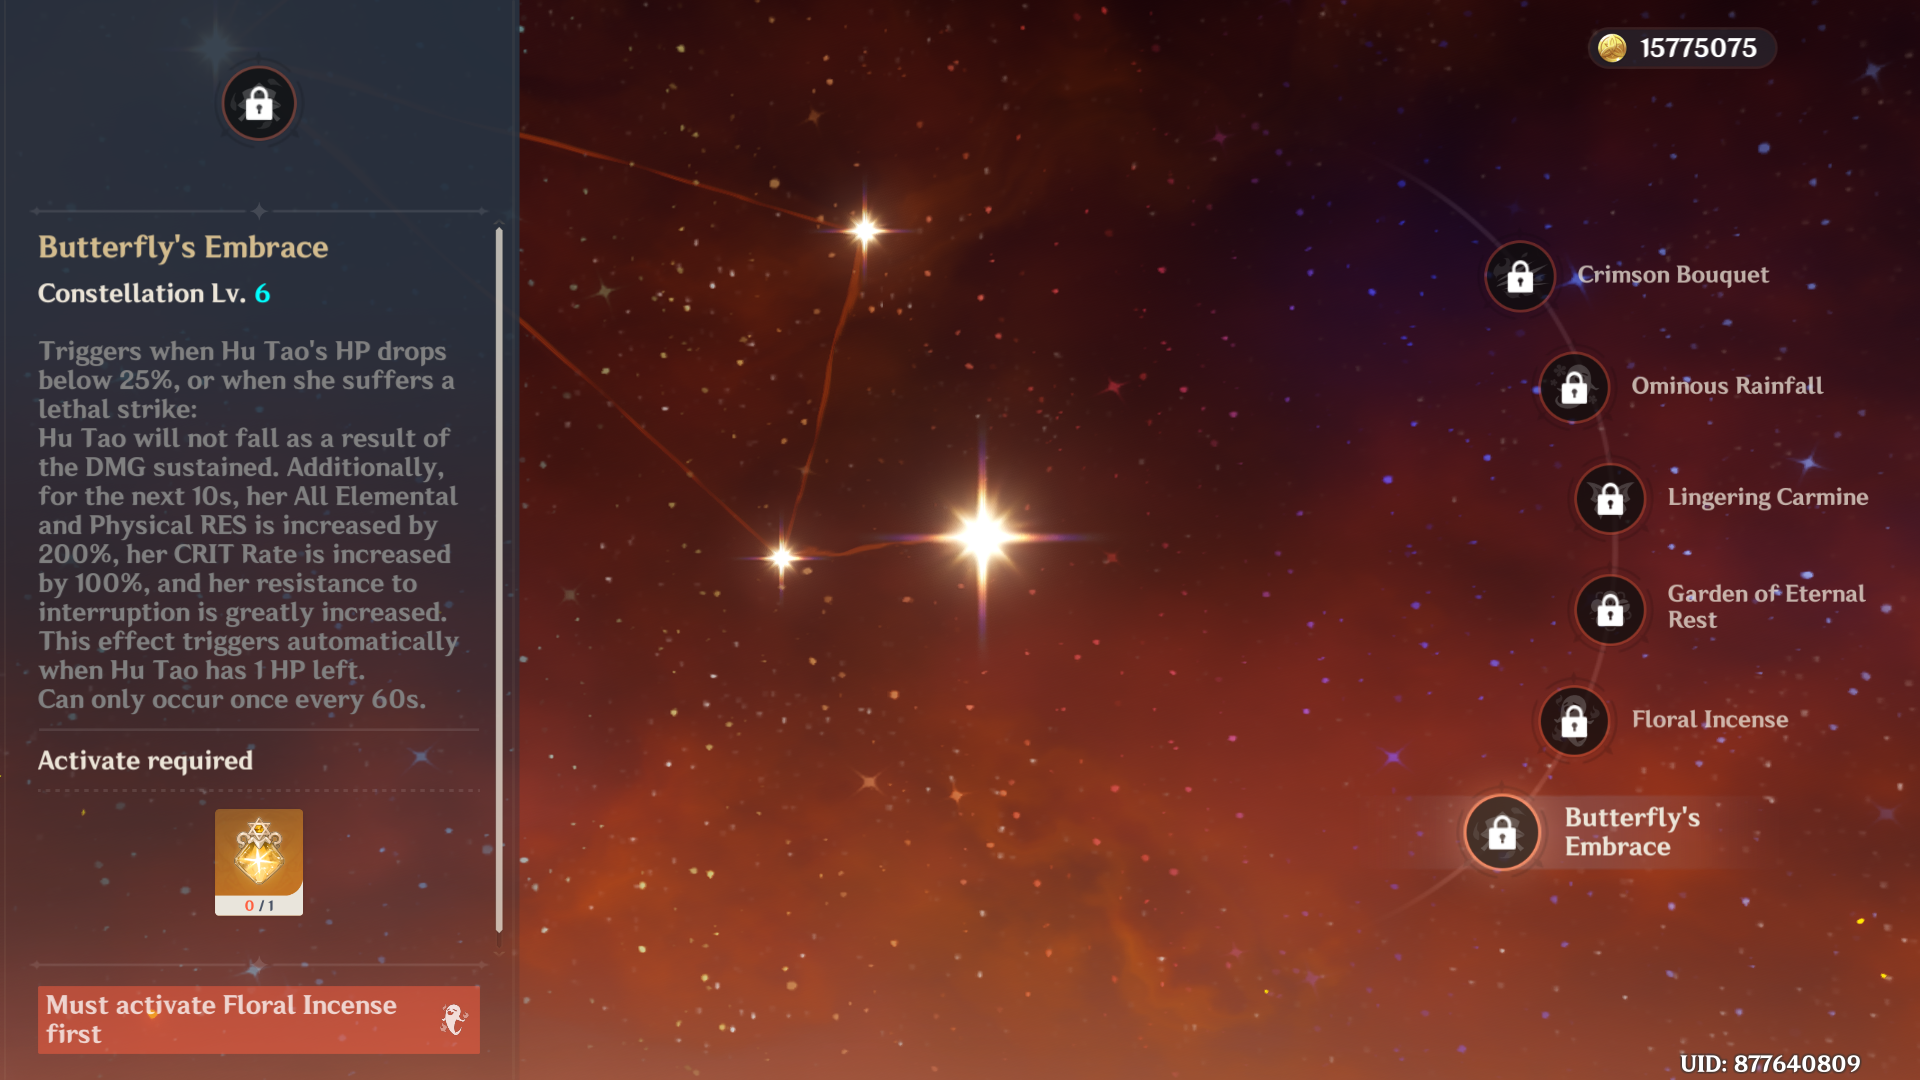 15775075
Butterfly's Embrace
Constellation Lv. 6
Triggers when Hu Tao's HP drops
below 25%, or when she suffers a
lethal strike:
Hu Tao will not fall as a result of
the DMG sustained. Additionally,
for the next 10s, her All Elemental
and Physical RES is increased by
200%, her CRIT Rate is increased
by 100%, and her resistance to
interruption is greatly increased.
This effect triggers automatically
when Hu Tao has 1 HP left.
Can only occur once every 60s.
Activate required
0 / 1
Must activate Floral Incense
first
Crimson Bouquet
Ominous Rainfall
Lingering Carmine
Garden of Eternal
Rest
Floral Incense
Butterfly's
Embrace
UID: 877640809